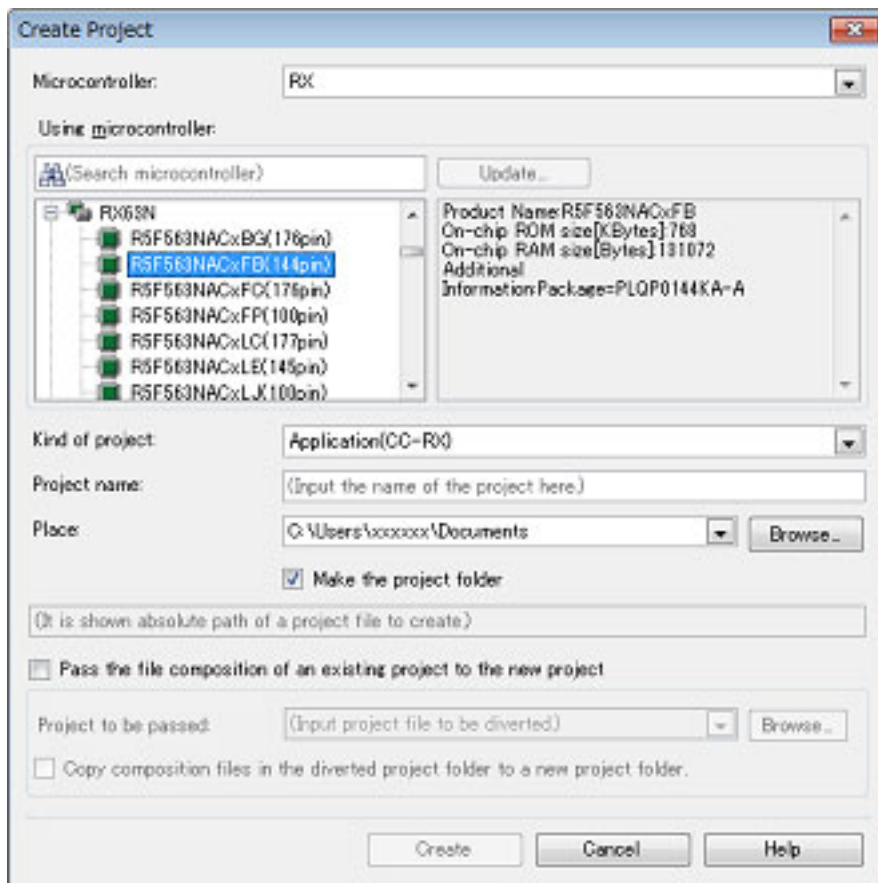 Create Project
Microcontroller: RX
Using microcontroller:
(Search microcontroller) Update...
RX63N
R5F563NACxBG(176pin)
R5F563NACxFB(144pin)
R5F563NACxFC(176pin)
R5F563NACxFP(100pin)
R5F563NACxLC(177pin)
R5F563NACxLE(145pin)
R5F563NACxLJ(100pin)
Product Name:R5F563NACxFB
On-chip ROM size[KBytes]:768
On-chip RAM size[Bytes]:131072
Additional
Information:Package=PLQP0144KA-A
Kind of project: Application(CC-RX)
Project name: (Input the name of the project here.)
Place: C:\Users\xxxxxx\Documents Browse...
Make the project folder
(It is shown absolute path of a project file to create.)
Pass the file composition of an existing project to the new project
Project to be passed: (Input project file to be diverted.) Browse...
Copy composition files in the diverted project folder to a new project folder.
Create Cancel Help